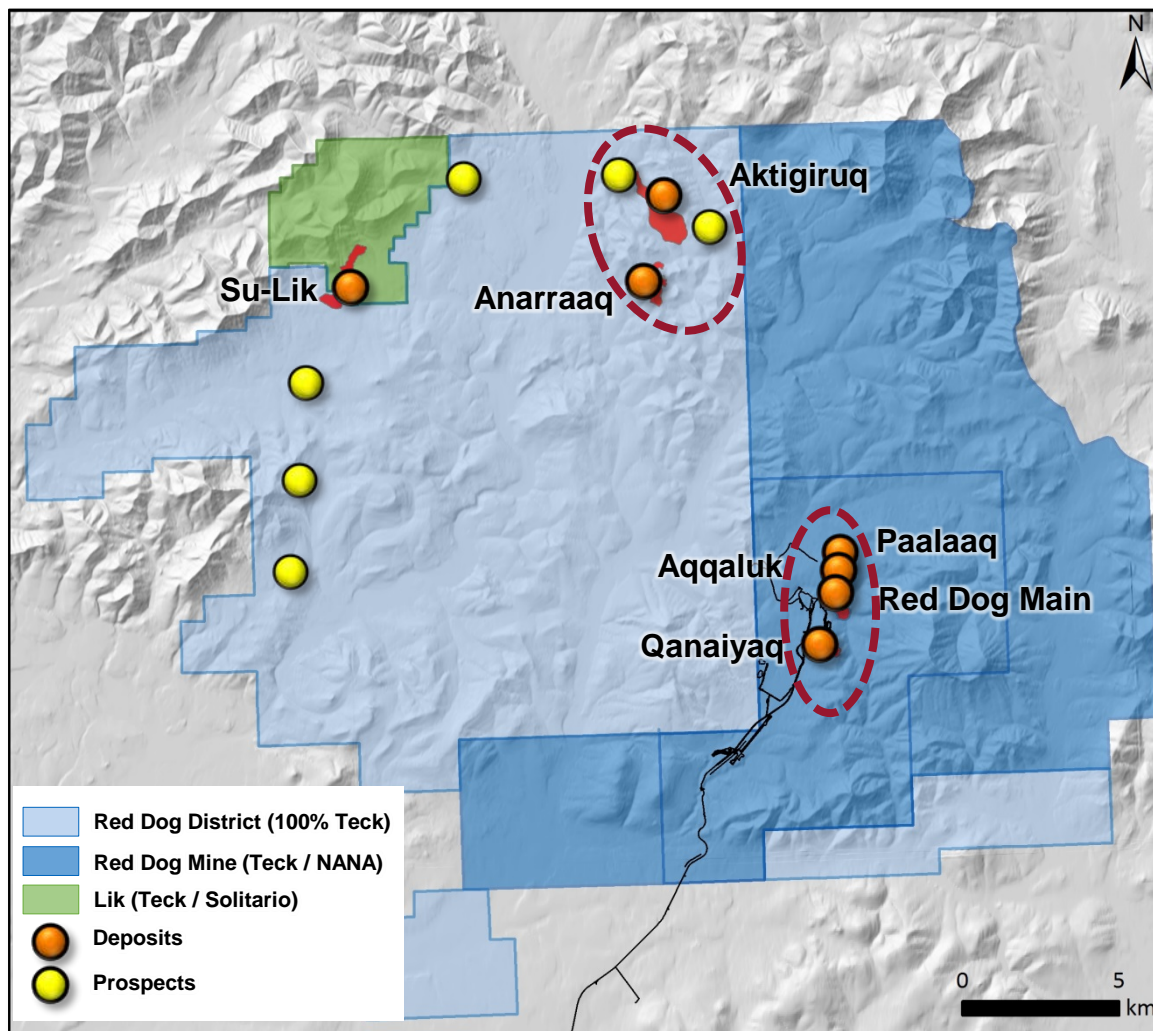 N
Aktigiruq
Su-Lik
Anarraaq
Paalaaq
Aqqaluk
Red Dog Main
Qanaiyaq
Red Dog District (100% Teck)
Red Dog Mine (Teck / NANA)
Lik (Teck / Solitario)
Deposits
Prospects
0 5
km